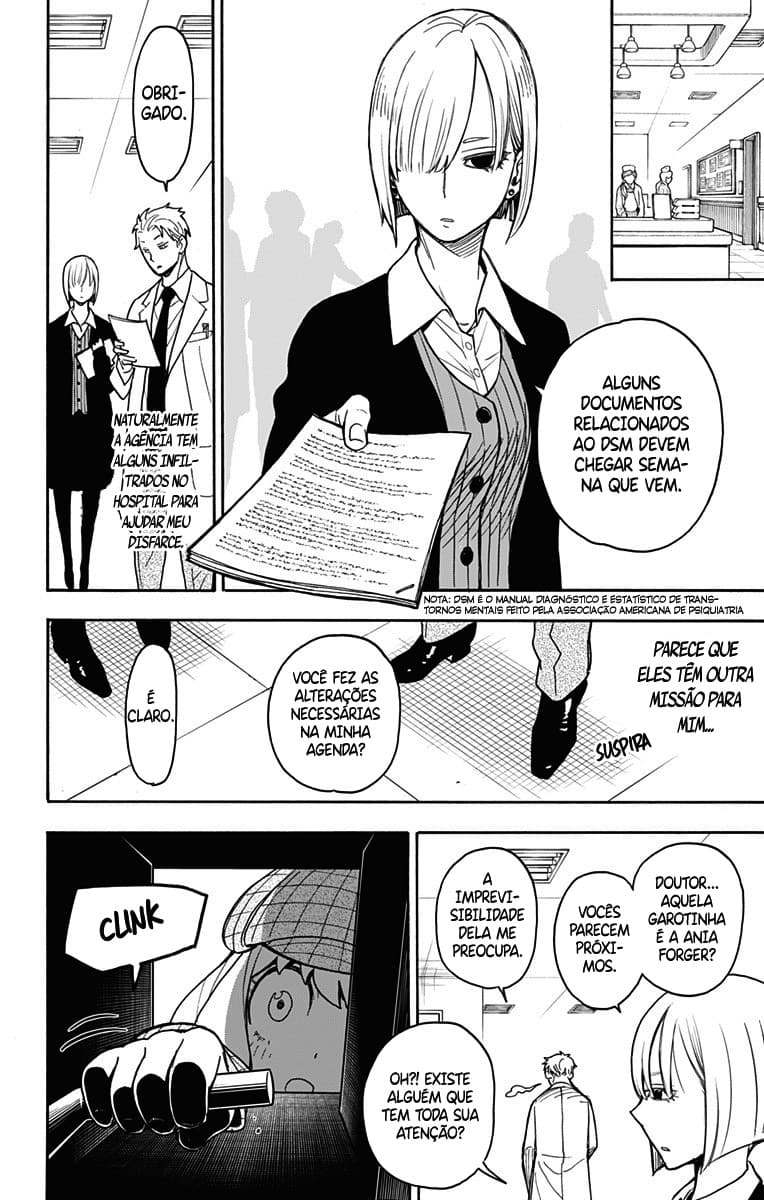 ALGUNS
DOCUMENTOS
RELACIONADOS
AO DSM DEVEM
CHEGAR SEMA-
NA QUE VEM.
NOTA: DSM É O MANUAL DIAGNÓSTICO E ESTATÍSTICO DE TRANS-
TORNOS MENTAIS FEITO PELA ASSOCIAÇÃO AMERICANA DE PSIQUIATRIA
OBRI-
GADO.
NATURALMENTE
A AGÊNCIA TEM
ALGUNS INFIL-
TRADOS NO
HOSPITAL PARA
AJUDAR MEU
DISFARCE.
PARECE QUE
ELES TÊM OUTRA
MISSÃO PARA
MIM...
SUSPIRA
VOCÊ FEZ AS
ALTERAÇÕES
NECESSÁRIAS
NA MINHA
AGENDA?
É
CLARO.
DOUTOR...
AQUELA
GAROTINHA
É A ANIA
FORGER?
VOCÊS
PARECEM
PRÓXI-
MOS.
A
IMPREVI-
SIBILIDADE
DELA ME
PREOCUPA.
OH?! EXISTE
ALGUÉM QUE
TEM TODA SUA
ATENÇÃO?
CLINK